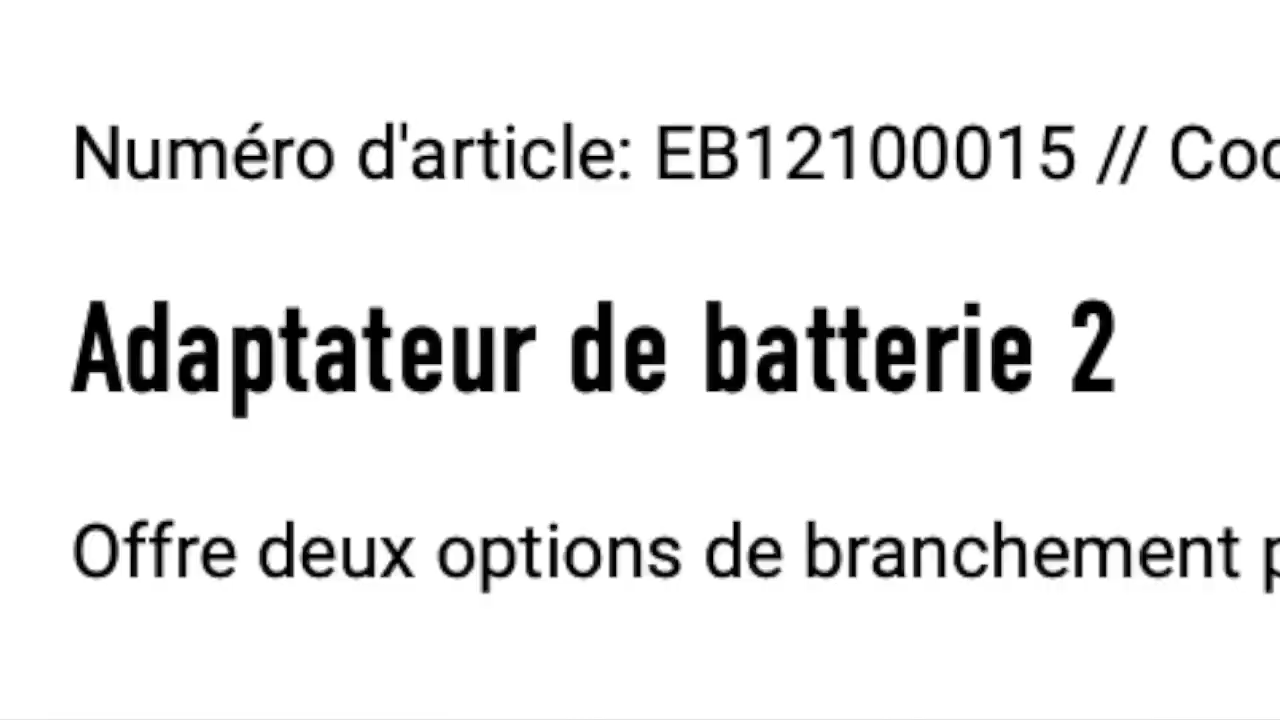 Numéro d'article: EB12100015 //
Adaptateur de batterie 2
Offre deux options de branchement